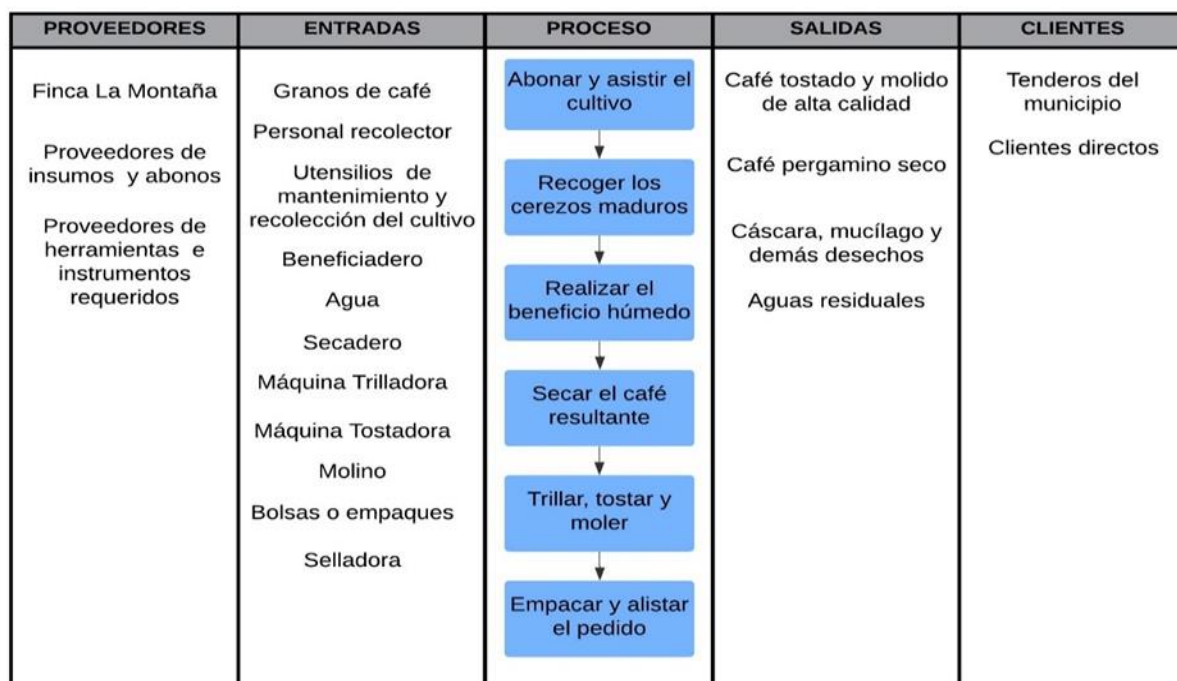 PROVEEDORES
ENTRADAS
PROCESO
SALIDAS
CLIENTES
Finca La Montaña
Proveedores de
insumos y abonos
Proveedores de
herramientas e
instrumentos
requeridos
Granos de café
Personal recolector
Utensilios de
mantenimiento y
recolección del cultivo
Beneficiadero
Agua
Secadero
Máquina Trilladora
Máquina Tostadora
Molino
Bolsas o empaques
Selladora
Abonar y asistir el
cultivo
Recoger los
cerezos maduros
Realizar el
beneficio húmedo
Secar el café
resultante
Trillar, tostar y
moler
Empacar y alistar
el pedido
Café tostado y molido
de alta calidad
Café pergamino seco
Cáscara, mucílago y
demás desechos
Aguas residuales
Tenderos del
municipio
Clientes directos